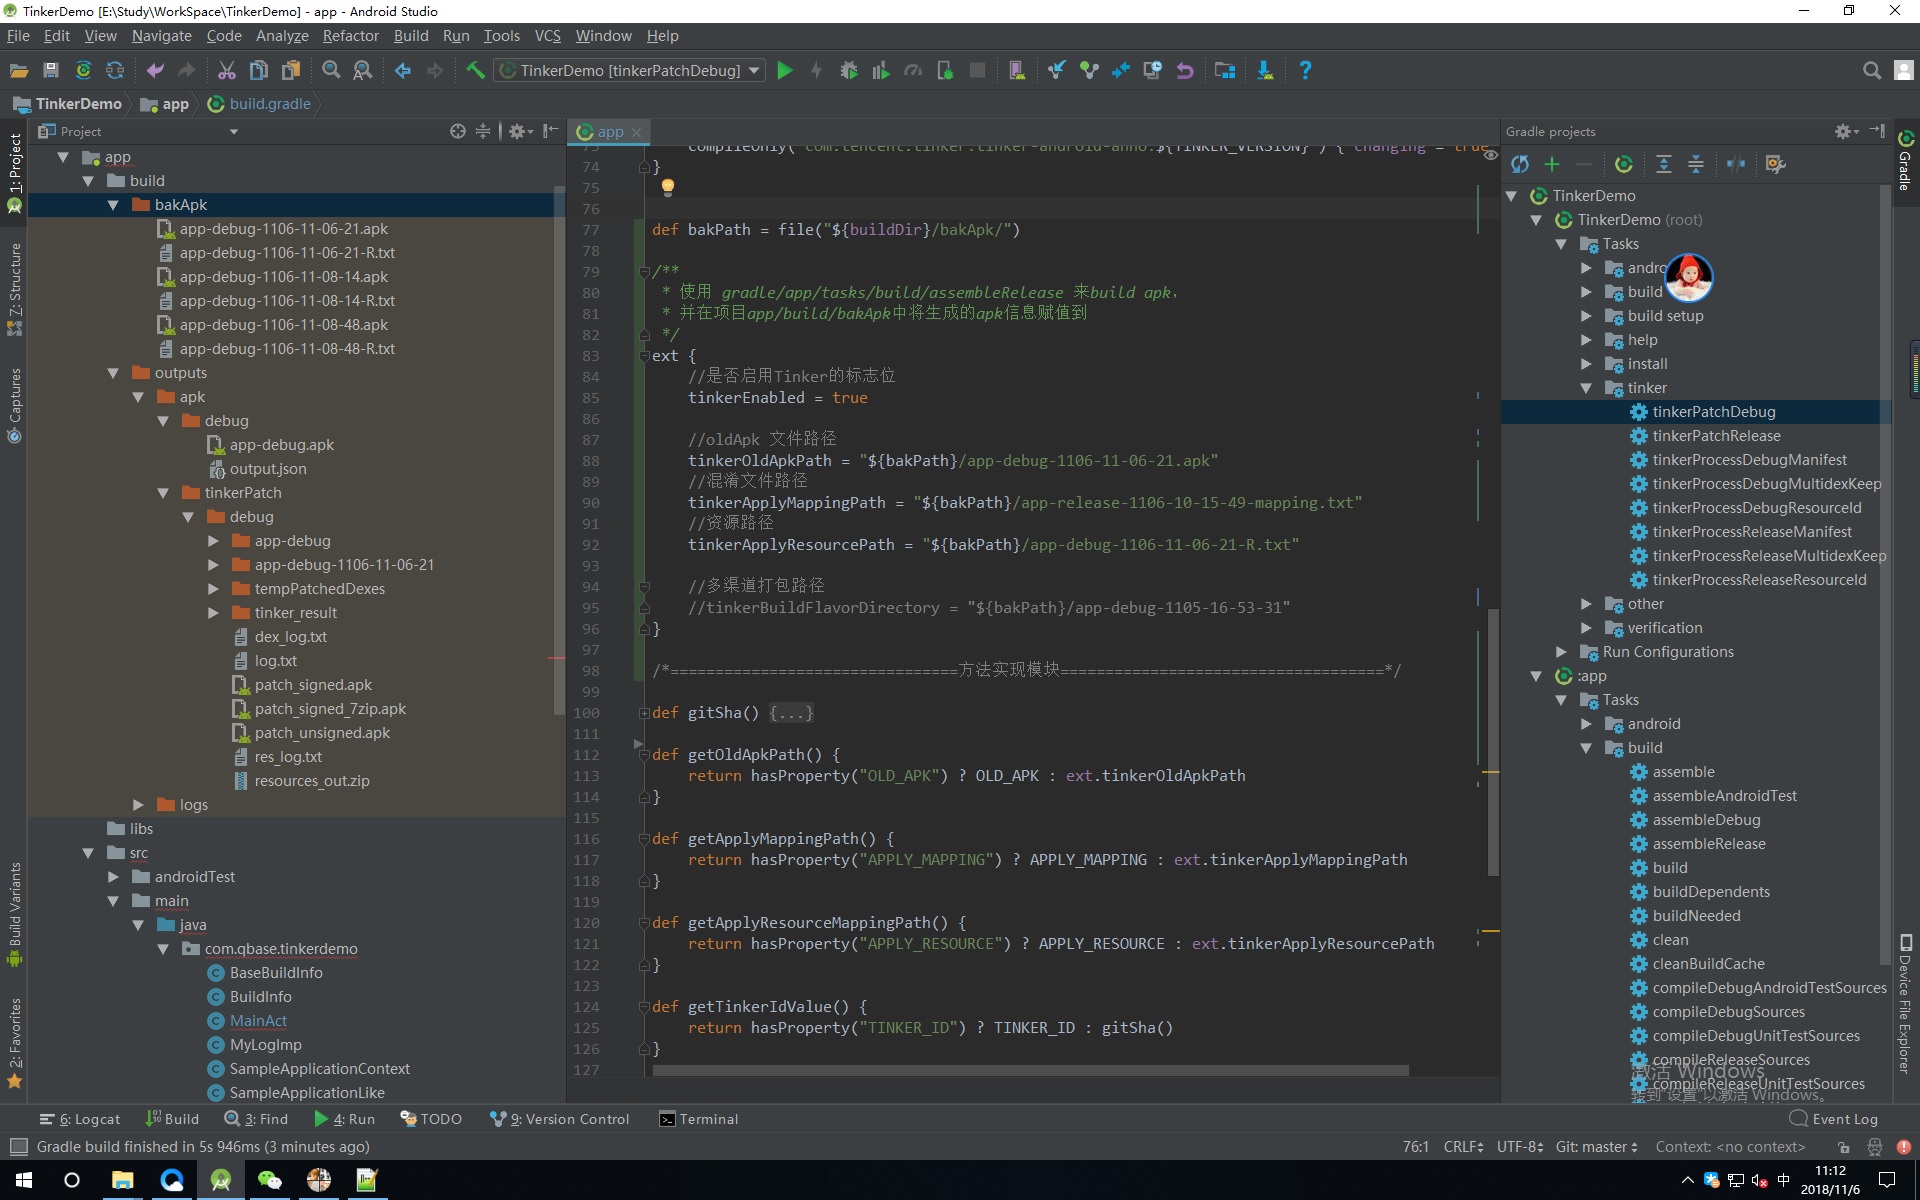 TinkerDemo [E:\Study\WorkSpace\TinkerDemo] - app - Android Studio
File Edit View Navigate Code Analyze Refactor Build Run Tools VCS Window Help
TinkerDemo [tinkerPatchDebug]
TinkerDemo app build.gradle
1: Project
Z: Structure
Captures
Build Variants
2: Favorites
Project
app
build
bakApk
app-debug-1106-11-06-21.apk
app-debug-1106-11-06-21-R.txt
app-debug-1106-11-08-14.apk
app-debug-1106-11-08-14-R.txt
app-debug-1106-11-08-48.apk
app-debug-1106-11-08-48-R.txt
outputs
apk
debug
app-debug.apk
output.json
tinkerPatch
debug
app-debug
app-debug-1106-11-06-21
tempPatchedDexes
tinker_result
dex_log.txt
log.txt
patch_signed.apk
patch_signed_7zip.apk
patch_unsigned.apk
res_log.txt
resources_out.zip
logs
libs
src
androidTest
main
java
com.qbase.tinkerdemo
BaseBuildInfo
BuildInfo
MainAct
MyLogImp
SampleApplicationContext
SampleApplicationLike
app
73 compileOnly("com.tencent.tinker:tinker-android-anno:${TINKER_VERSION}") { changing = true
74 }
75
76
77 def bakPath = file("${buildDir}/bakApk/")
78
79 /**
80 * 使用 gradle/app/tasks/build/assembleRelease 来build apk，
81 * 并在项目app/build/bakApk中将生成的apk信息赋值到
82 */
83 ext {
84 //是否启用Tinker的标志位
85 tinkerEnabled = true
86
87 //oldApk 文件路径
88 tinkerOldApkPath = "${bakPath}/app-debug-1106-11-06-21.apk"
89 //混淆文件路径
90 tinkerApplyMappingPath = "${bakPath}/app-release-1106-10-15-49-mapping.txt"
91 //资源路径
92 tinkerApplyResourcePath = "${bakPath}/app-debug-1106-11-06-21-R.txt"
93
94 //多渠道打包路径
95 //tinkerBuildFlavorDirectory = "${bakPath}/app-debug-1105-16-53-31"
96 }
97
98 /*================================方法实现模块====================================*/
99
100 def gitSha() {...}
111
112 def getOldApkPath() {
113 return hasProperty("OLD_APK") ? OLD_APK : ext.tinkerOldApkPath
114 }
115
116 def getApplyMappingPath() {
117 return hasProperty("APPLY_MAPPING") ? APPLY_MAPPING : ext.tinkerApplyMappingPath
118 }
119
120 def getApplyResourceMappingPath() {
121 return hasProperty("APPLY_RESOURCE") ? APPLY_RESOURCE : ext.tinkerApplyResourcePath
122 }
123
124 def getTinkerIdValue() {
125 return hasProperty("TINKER_ID") ? TINKER_ID : gitSha()
126 }
127
Gradle projects
TinkerDemo
TinkerDemo (root)
Tasks
andro
build
build setup
help
install
tinker
tinkerPatchDebug
tinkerPatchRelease
tinkerProcessDebugManifest
tinkerProcessDebugMultidexKeep
tinkerProcessDebugResourceId
tinkerProcessReleaseManifest
tinkerProcessReleaseMultidexKeep
tinkerProcessReleaseResourceId
other
verification
Run Configurations
:app
Tasks
android
build
assemble
assembleAndroidTest
assembleDebug
assembleRelease
build
buildDependents
buildNeeded
clean
cleanBuildCache
compileDebugAndroidTestSources
compileDebugSources
compileDebugUnitTestSources
compileReleaseSources
compileReleaseUnitTestSources
激活 Windows
转到"设置"以激活 Windows。
Gradle
Device File Explorer
6: Logcat Build 3: Find 4: Run TODO 9: Version Control Terminal Event Log
Gradle build finished in 5s 946ms (3 minutes ago) 76:1 CRLF UTF-8 Git: master Context: <no context>
中 11:12
2018/11/6